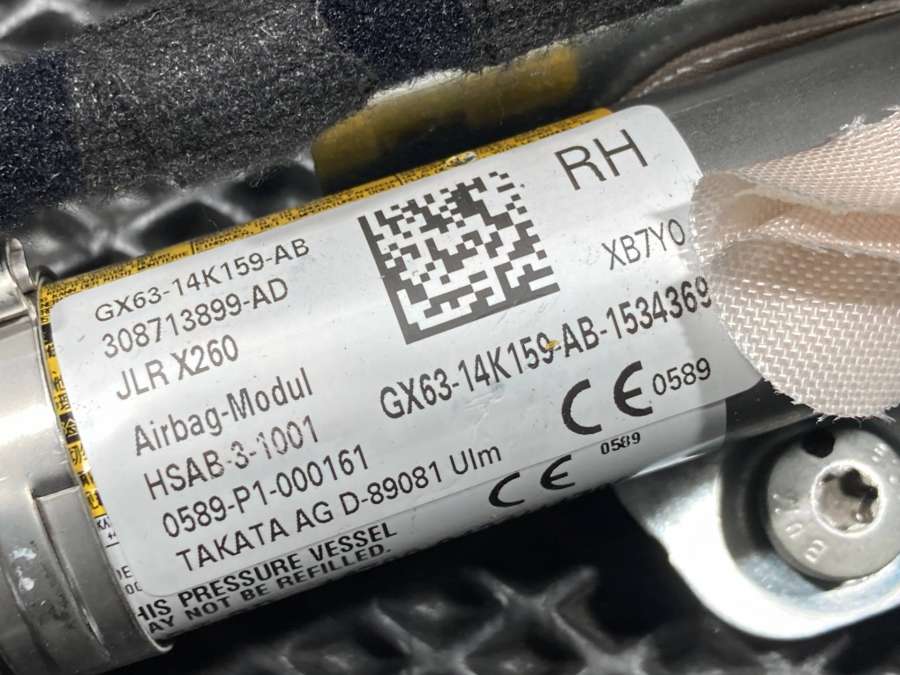 RH
GX63-14K159-AB
308713899-AD
XB7Y0
JLR X260
GX63-14K159-AB-1534369
Airbag-Modul
HSAB-3-1001
CE 0589
0589-P1-000161
TAKATA AG D-89081 Ulm
CE 0589
HIS PRESSURE VESSEL
AY NOT BE REFILLED.